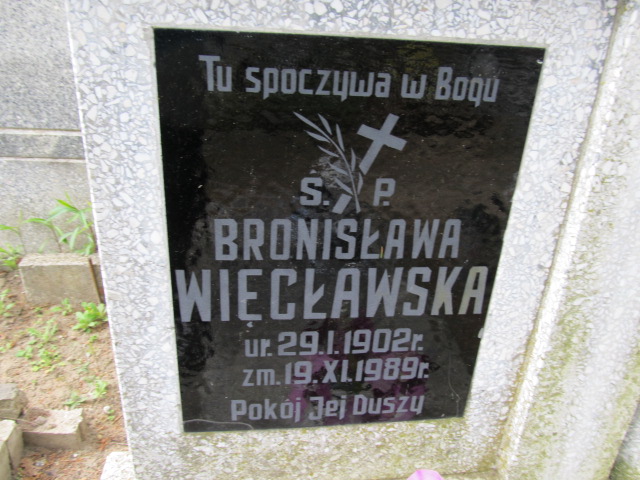 Tu spoczywa w Bogu
Ś. P.
BRONISŁAWA
WIĘCŁAWSKA
ur. 29.I.1902r.
zm. 19.XI.1989r.
Pokój Jej Duszy